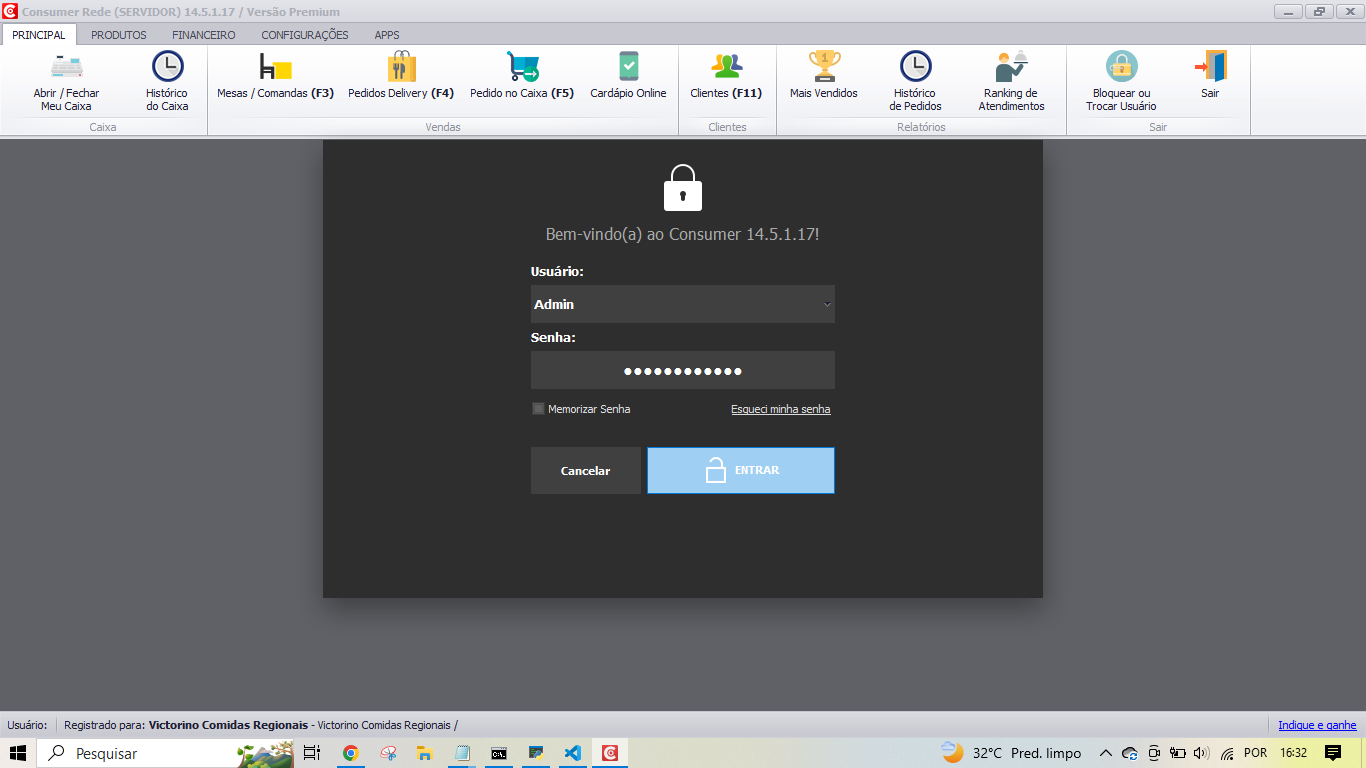 Consumer Rede (SERVIDOR) 14.5.1.17 / Versão Premium
PRINCIPAL PRODUTOS FINANCEIRO CONFIGURAÇÕES APPS
Abrir / Fechar
Meu Caixa
Histórico
do Caixa
Mesas / Comandas (F3)
Pedidos Delivery (F4)
Pedido no Caixa (F5)
Cardápio Online
Clientes (F11)
Mais Vendidos
Histórico
de Pedidos
Ranking de
Atendimentos
Bloquear ou
Trocar Usuário
Sair
Caixa Vendas Clientes Relatórios Sair
Bem-vindo(a) ao Consumer 14.5.1.17!
Usuário:
Admin
Senha:
Memorizar Senha Esqueci minha senha
Cancelar ENTRAR
Usuário: Registrado para: Victorino Comidas Regionais - Victorino Comidas Regionais / Indique e ganhe
Pesquisar 32°C Pred. limpo POR 16:32